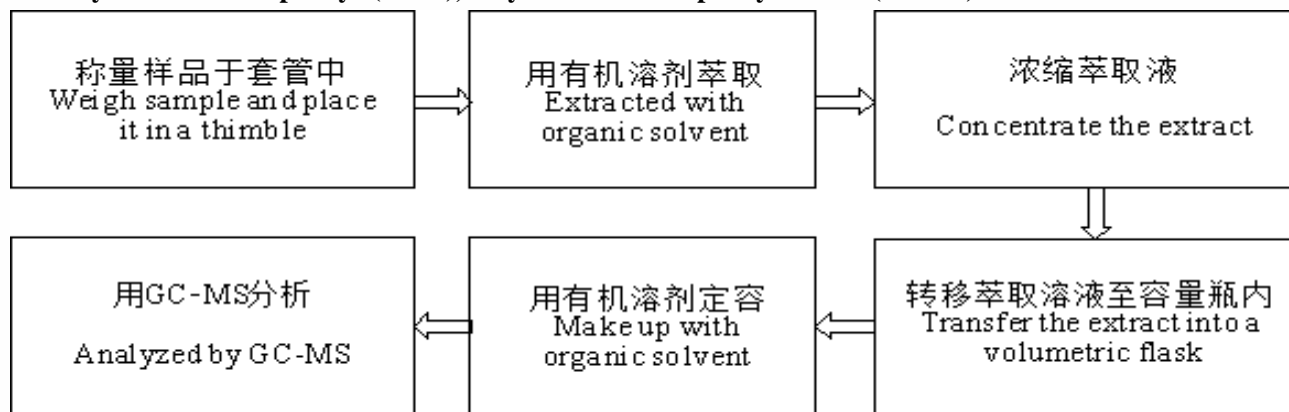 称量样品于套管中
Weigh sample and place
it in a thimble
用有机溶剂萃取
Extracted with
organic solvent
浓缩萃取液
Concentrate the extract
转移萃取溶液至容量瓶内
Transfer the extract into a
volumetric flask
用有机溶剂定容
Make up with
organic solvent
用GC-MS分析
Analyzed by GC-MS